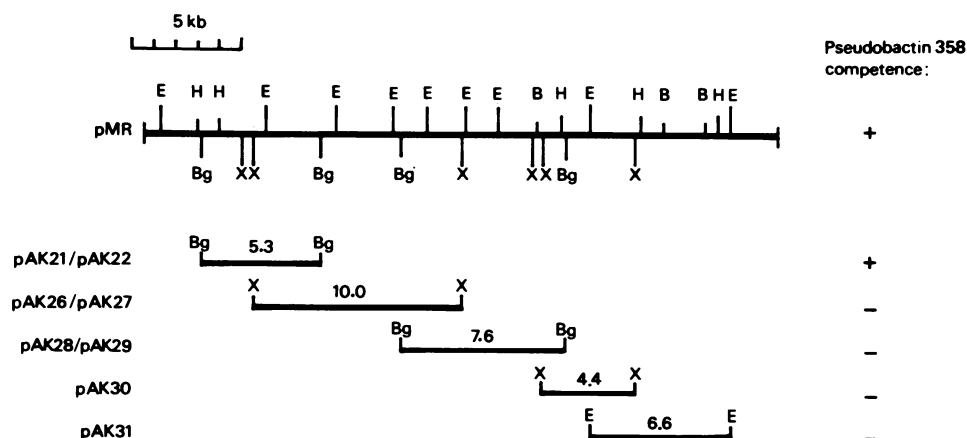 5 kb
Pseudobactin 358
competence:
E H H E E E E E E B H E H B B H E
pMR +
Bg X X Bg Bg X X X Bg X
pAK21/pAK22 Bg 5.3 Bg +
pAK26/pAK27 X 10.0 X −
pAK28/pAK29 Bg 7.6 Bg −
pAK30 X 4.4 X −
pAK31 E 6.6 E −